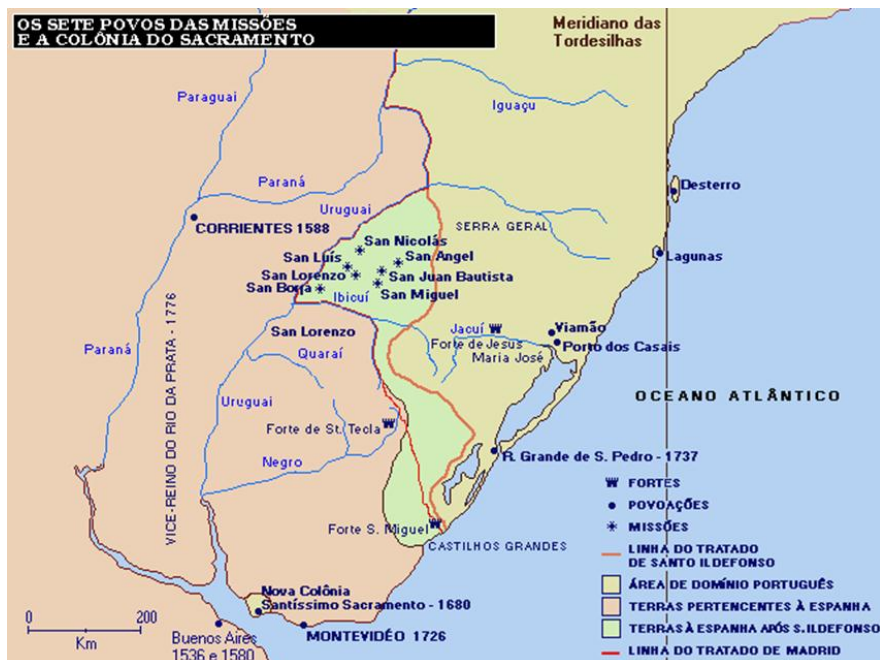 OS SETE POVOS DAS MISSÕES
E A COLÔNIA DO SACRAMENTO
Meridiano das
Tordesilhas
Paraguai
Iguaçu
Paraná
Uruguai
Desterro
CORRIENTES 1588
SERRA GERAL
San Nicolás
San Luís
San Angel
Lagunas
San Lorenzo
San Juan Bautista
San Borja
San Miguel
Ibicuí
San Lorenzo
Jacuí
Viamão
Forte de Jesus
Maria José
Porto dos Casais
Paraná
Quaraí
VICE-REINO DO RIO DA PRATA - 1776
OCEANO ATLÂNTICO
Uruguai
Forte de St. Tecla
Negro
R. Grande de S. Pedro - 1737
FORTES
POVOAÇÕES
MISSÕES
Forte S. Miguel
CASTILHOS GRANDES
LINHA DO TRATADO
DE SANTO ILDEFONSO
ÁREA DE DOMÍNIO PORTUGUÊS
TERRAS PERTENCENTES À ESPANHA
TERRAS À ESPANHA APÓS S.ILDEFONSO
LINHA DO TRATADO DE MADRID
Nova Colônia
Santíssimo Sacramento - 1680
0 200
Km
Buenos Aires
1536 e 1580
MONTEVIDÉO 1726